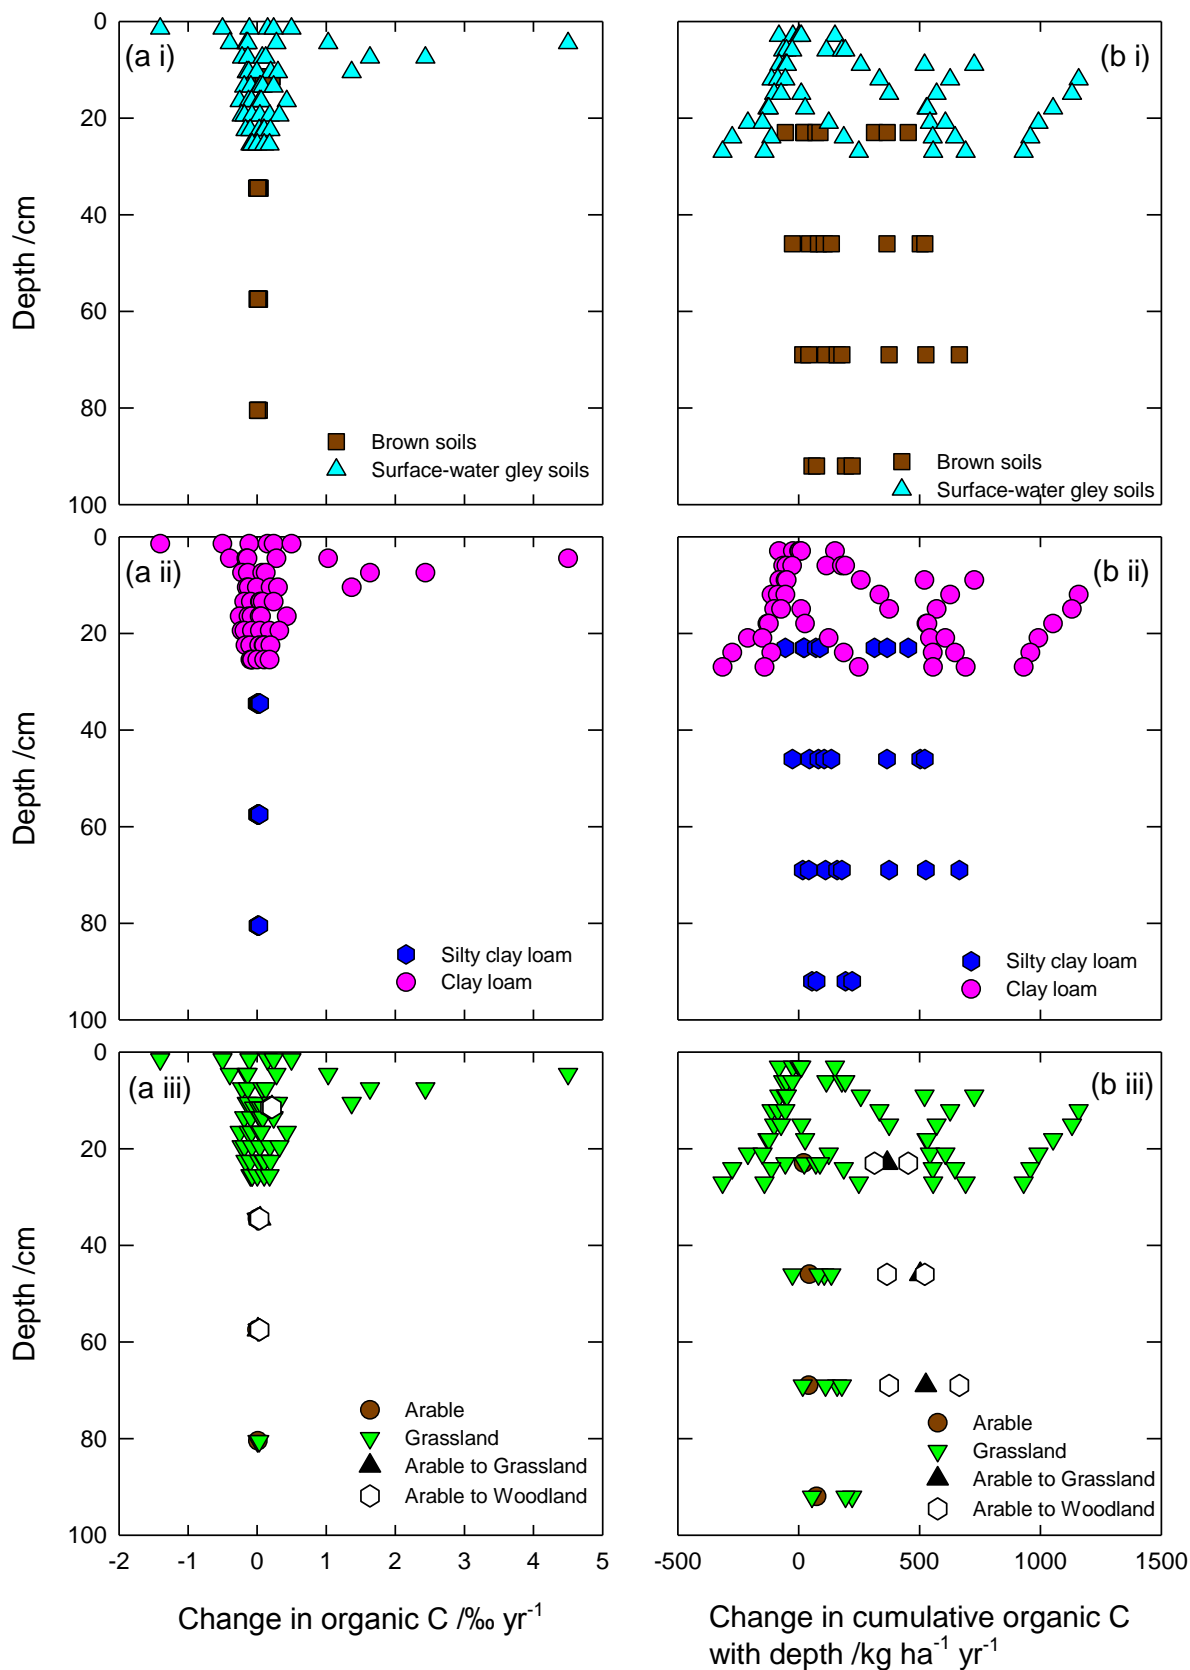 0
20
40
60
80
100
Depth /cm
(a i)
Brown soils
Surface-water gley soils
(b i)
Brown soils
Surface-water gley soils
0
20
40
60
80
100
Depth /cm
(a ii)
Silty clay loam
Clay loam
(b ii)
Silty clay loam
Clay loam
0
20
40
60
80
100
Depth /cm
(a iii)
Arable
Grassland
Arable to Grassland
Arable to Woodland
(b iii)
Arable
Grassland
Arable to Grassland
Arable to Woodland
-2 -1 0 1 2 3 4 5
-500 0 500 1000 1500
Change in organic C /‰ yr⁻¹
Change in cumulative organic C
with depth /kg ha⁻¹ yr⁻¹